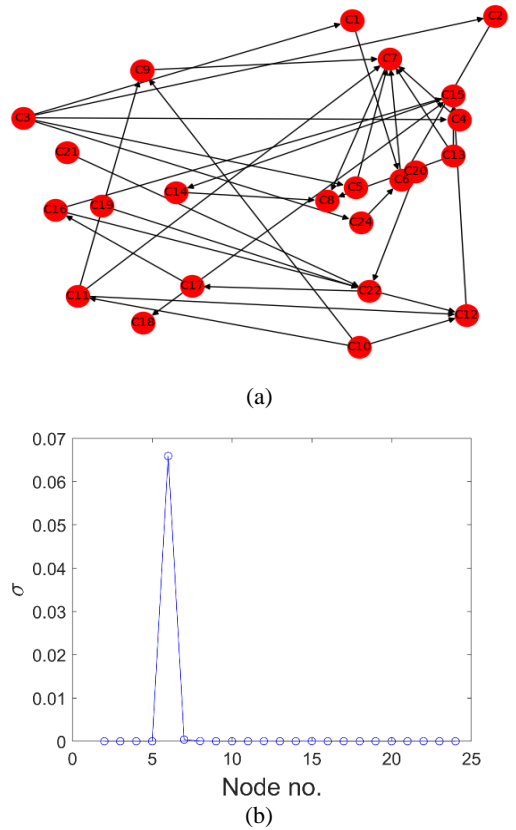 C1
C2
C9
C7
C3
C15
C4
C21
C13
C14
C5
C6
C20
C16
C19
C8
C24
C11
C17
C22
C18
C12
C10
(a)
0.07
0.06
0.05
0.04
0.03
0.02
0.01
0
σ
0 5 10 15 20 25
Node no.
(b)